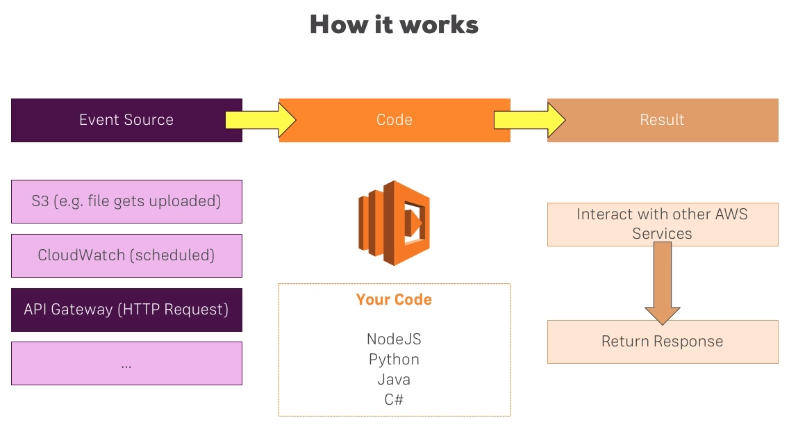 How it works
Event Source
Code
Result
S3 (e.g. file gets uploaded)
CloudWatch (scheduled)
API Gateway (HTTP Request)
...
Your Code
NodeJS
Python
Java
C#
Interact with other AWS
Services
Return Response